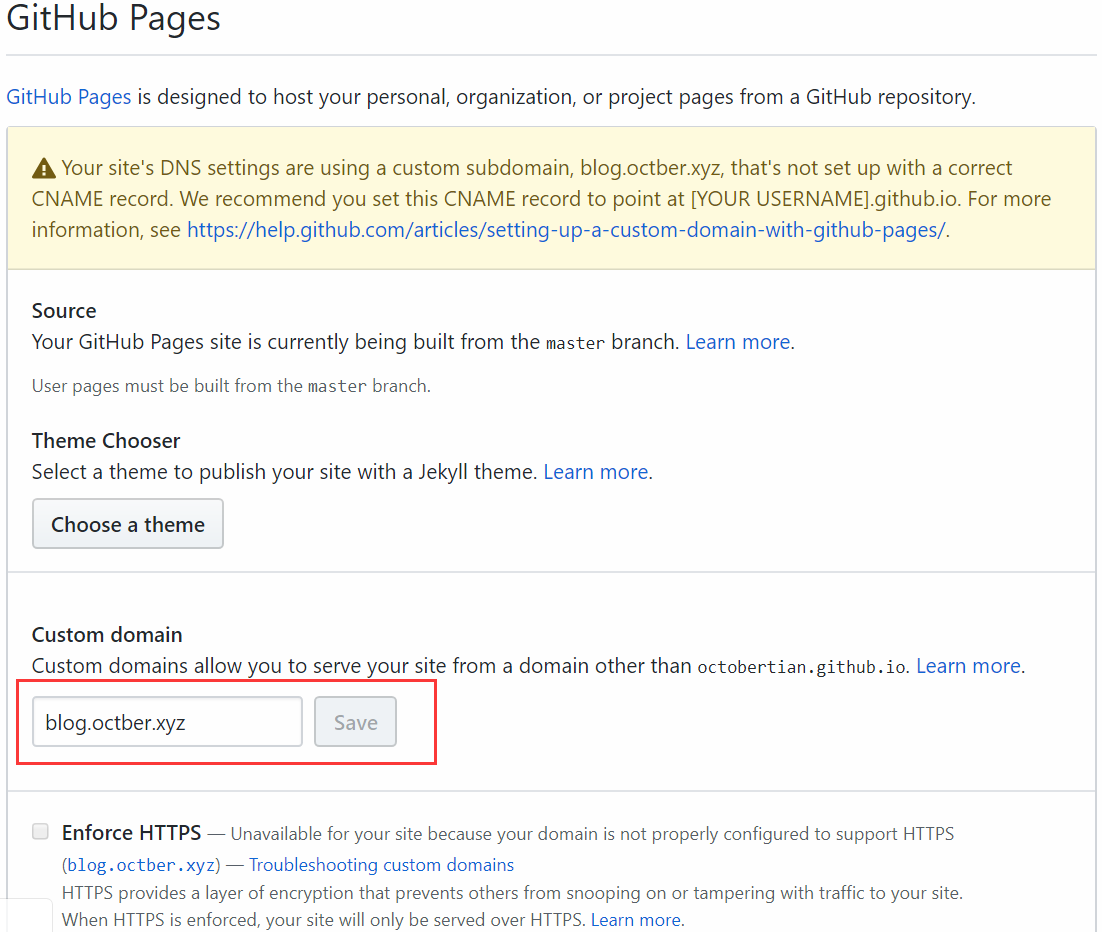 GitHub Pages
GitHub Pages is designed to host your personal, organization, or project pages from a GitHub repository.
Your site's DNS settings are using a custom subdomain, blog.octber.xyz, that's not set up with a correct
CNAME record. We recommend you set this CNAME record to point at [YOUR USERNAME].github.io. For more
information, see https://help.github.com/articles/setting-up-a-custom-domain-with-github-pages/.
Source
Your GitHub Pages site is currently being built from the master branch. Learn more.
User pages must be built from the master branch.
Theme Chooser
Select a theme to publish your site with a Jekyll theme. Learn more.
Choose a theme
Custom domain
Custom domains allow you to serve your site from a domain other than octobertian.github.io. Learn more.
blog.octber.xyz Save
Enforce HTTPS — Unavailable for your site because your domain is not properly configured to support HTTPS
(blog.octber.xyz) — Troubleshooting custom domains
HTTPS provides a layer of encryption that prevents others from snooping on or tampering with traffic to your site.
When HTTPS is enforced, your site will only be served over HTTPS. Learn more.